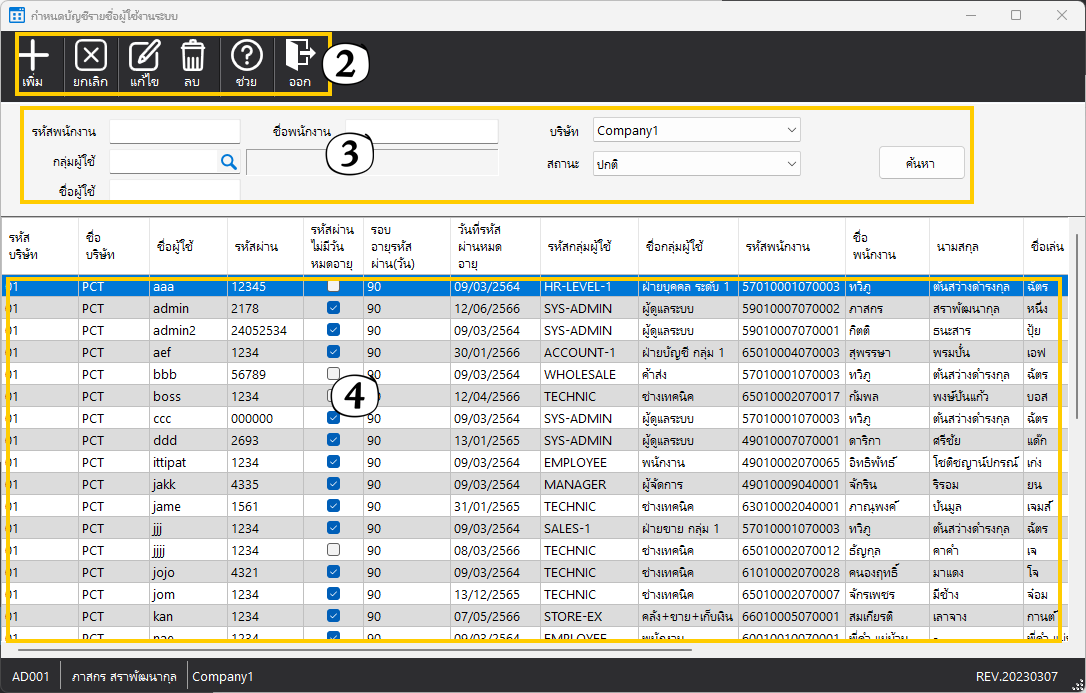 กำหนดบัญชีรายชื่อผู้ใช้งานระบบ
เพิ่ม ยกเลิก แก้ไข ลบ ช่วย ออก 2
รหัสพนักงาน ชื่อพนักงาน บริษัท Company1
3
กลุ่มผู้ใช้ สถานะ ปกติ ค้นหา
ชื่อผู้ใช้
รหัสบริษัท ชื่อบริษัท ชื่อผู้ใช้ รหัสผ่าน รหัสผ่านไม่มีวันหมดอายุ รอบอายุรหัสผ่าน(วัน) วันที่รหัสผ่านหมดอายุ รหัสกลุ่มผู้ใช้ ชื่อกลุ่มผู้ใช้ รหัสพนักงาน ชื่อพนักงาน นามสกุล ชื่อเล่น
01 PCT aaa 12345 90 09/03/2564 HR-LEVEL-1 ฝ่ายบุคคล ระดับ 1 57010001070003 ทวิภู ต้นสว่างดำรงกุล ฉัตร
01 PCT admin 2178 90 12/06/2566 SYS-ADMIN ผู้ดูแลระบบ 59010007070002 ภาสกร สราพัฒนากุล หนึ่ง
01 PCT admin2 24052534 90 09/03/2564 SYS-ADMIN ผู้ดูแลระบบ 59010007070001 กิตติ ธนะสาร ปุ้ย
01 PCT aef 1234 90 30/01/2566 ACCOUNT-1 ฝ่ายบัญชี กลุ่ม 1 65010004070003 สุพรรษา พรมปั่น เอฟ
01 PCT bbb 56789 90 09/03/2564 WHOLESALE ค้าส่ง 57010001070003 ทวิภู ต้นสว่างดำรงกุล ฉัตร
01 PCT boss 1234 4 90 12/04/2566 TECHNIC ช่างเทคนิค 65010002070017 กัมพล พงษ์ปันแก้ว บอส
01 PCT ccc 000000 90 09/03/2564 SYS-ADMIN ผู้ดูแลระบบ 57010001070003 ทวิภู ต้นสว่างดำรงกุล ฉัตร
01 PCT ddd 2693 90 13/01/2565 SYS-ADMIN ผู้ดูแลระบบ 49010007070001 ดาริกา ศรีชัย แด๊ก
01 PCT ittipat 1234 90 09/03/2564 EMPLOYEE พนักงาน 49010002070065 อิทธิพัทธ์ โชติชญาน์ปกรณ์ เก่ง
01 PCT jakk 4335 90 09/03/2564 MANAGER ผู้จัดการ 49010009040001 จักริน ริรอม ยน
01 PCT jame 1561 90 31/01/2565 TECHNIC ช่างเทคนิค 63010002040001 ภาณุพงค์ ปันมูล เจมส์
01 PCT jjj 1234 90 09/03/2564 SALES-1 ฝ่ายขาย กลุ่ม 1 57010001070003 ทวิภู ต้นสว่างดำรงกุล ฉัตร
01 PCT jjjj 1234 90 08/03/2566 TECHNIC ช่างเทคนิค 65010002070012 ธัญกุล คาคำ เจ
01 PCT jojo 4321 90 09/03/2564 TECHNIC ช่างเทคนิค 61010002070028 คนองฤทธิ์ มาแดง โจ
01 PCT jom 1234 90 13/12/2565 TECHNIC ช่างเทคนิค 65010002070007 จักรเพชร มีช้าง จ่อม
01 PCT kan 1234 90 07/05/2566 STORE-EX คลัง+ขาย+เก็บเงิน 66010005070001 สมเกียรติ เลาจาง กานต์
01 PCT nae 1234 90 09/03/2564 EMPLOYEE พนักงาน 60010010070001 พี่ดำ แม่บ้าน -
AD001 ภาสกร สราพัฒนากุล Company1 REV.20230307